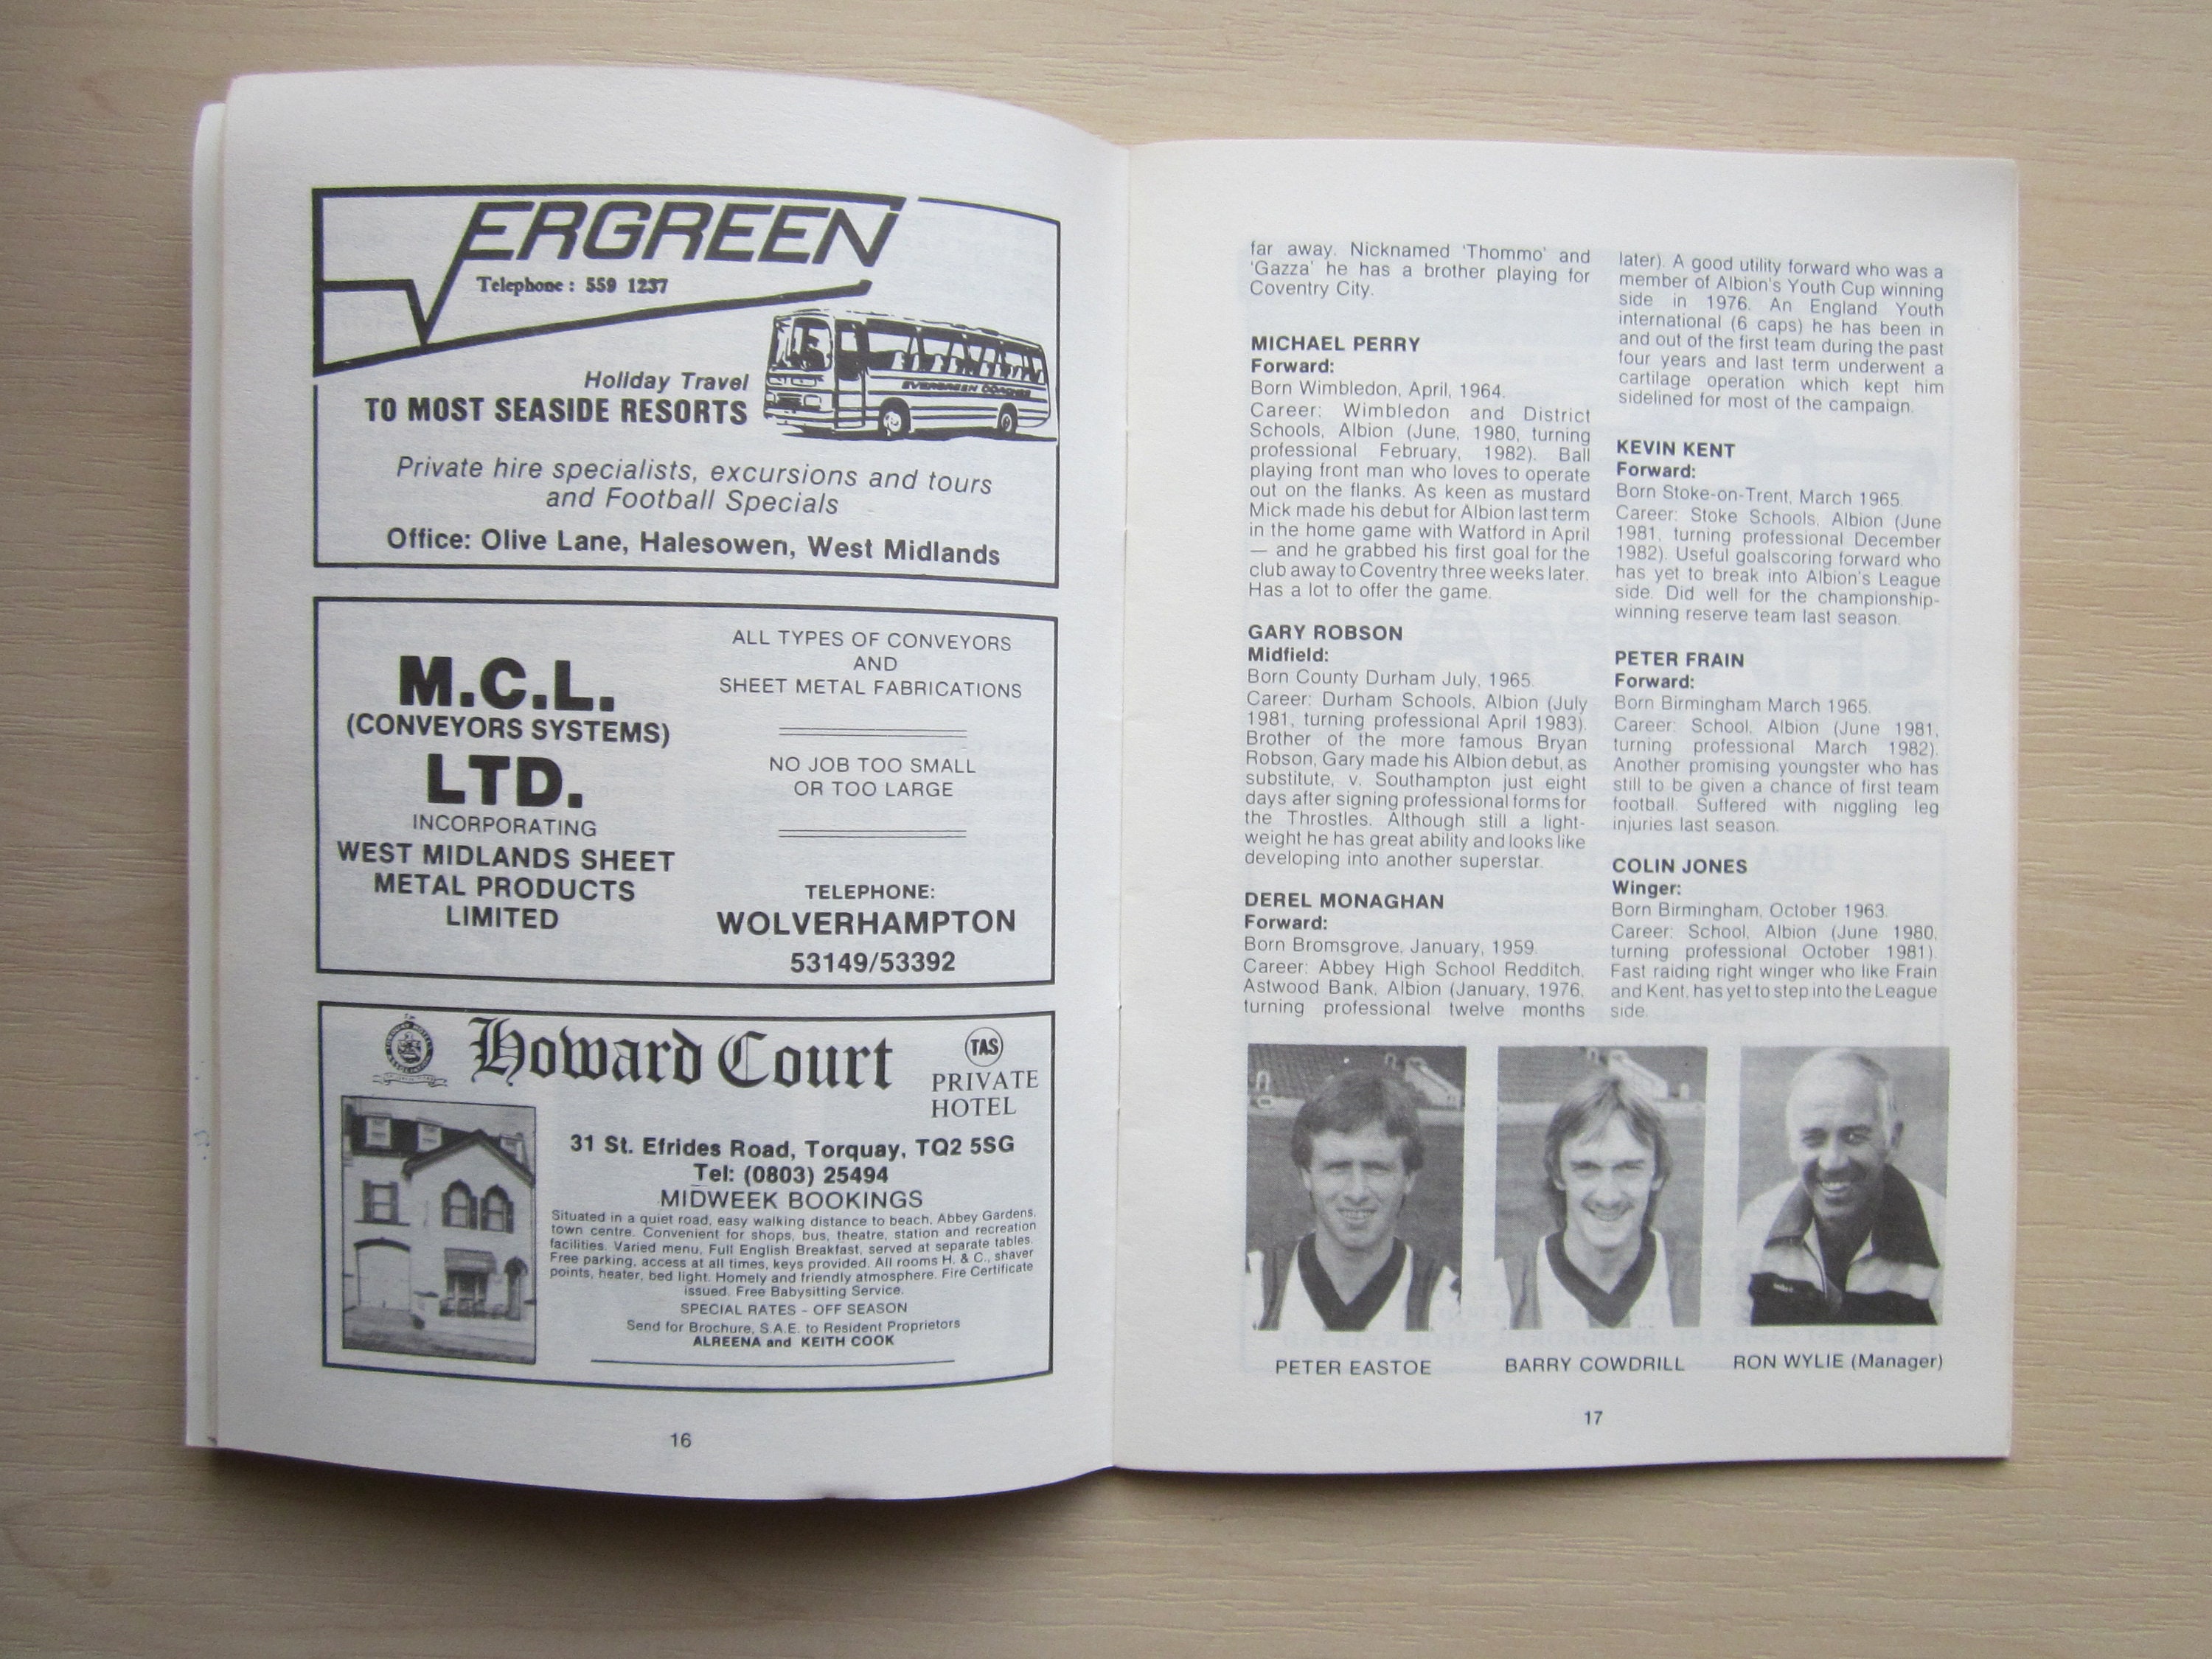 EVERGREEN
Telephone : 559 1237
EVERGREEN COACHES
Holiday Travel
TO MOST SEASIDE RESORTS
Private hire specialists, excursions and tours
and Football Specials
Office: Olive Lane, Halesowen, West Midlands
M.C.L.
(CONVEYORS SYSTEMS)
LTD.
INCORPORATING
WEST MIDLANDS SHEET
METAL PRODUCTS
LIMITED
ALL TYPES OF CONVEYORS
AND
SHEET METAL FABRICATIONS
NO JOB TOO SMALL
OR TOO LARGE
TELEPHONE:
WOLVERHAMPTON
53149/53392
Howard Court
TAS
PRIVATE
HOTEL
31 St. Efrides Road, Torquay, TQ2 5SG
Tel: (0803) 25494
MIDWEEK BOOKINGS
Situated in a quiet road, easy walking distance to beach, Abbey Gardens,
town centre. Convenient for shops, bus, theatre, station and recreation
facilities. Varied menu, Full English Breakfast, served at separate tables.
Free parking, access at all times, keys provided. All rooms H. & C., shaver
points, heater, bed light. Homely and friendly atmosphere. Fire Certificate
issued. Free Babysitting Service.
SPECIAL RATES - OFF SEASON
Send for Brochure, S.A.E. to Resident Proprietors
ALREENA and KEITH COOK
16
far away. Nicknamed 'Thommo' and
'Gazza' he has a brother playing for
Coventry City.
MICHAEL PERRY
Forward:
Born Wimbledon, April, 1964.
Career: Wimbledon and District
Schools, Albion (June, 1980, turning
professional February, 1982). Ball
playing front man who loves to operate
out on the flanks. As keen as mustard
Mick made his debut for Albion last term
in the home game with Watford in April
— and he grabbed his first goal for the
club away to Coventry three weeks later.
Has a lot to offer the game.
GARY ROBSON
Midfield:
Born County Durham July, 1965.
Career: Durham Schools, Albion (July
1981, turning professional April 1983).
Brother of the more famous Bryan
Robson, Gary made his Albion debut, as
substitute, v. Southampton just eight
days after signing professional forms for
the Throstles. Although still a light-
weight he has great ability and looks like
developing into another superstar.
DEREL MONAGHAN
Forward:
Born Bromsgrove, January, 1959.
Career: Abbey High School Redditch,
Astwood Bank, Albion (January, 1976,
turning professional twelve months
later). A good utility forward who was a
member of Albion's Youth Cup winning
side in 1976. An England Youth
international (6 caps) he has been in
and out of the first team during the past
four years and last term underwent a
cartilage operation which kept him
sidelined for most of the campaign.
KEVIN KENT
Forward:
Born Stoke-on-Trent, March 1965.
Career: Stoke Schools, Albion (June
1981, turning professional December
1982). Useful goalscoring forward who
has yet to break into Albion's League
side. Did well for the championship-
winning reserve team last season.
PETER FRAIN
Forward:
Born Birmingham March 1965.
Career: School, Albion (June 1981,
turning professional March 1982).
Another promising youngster who has
still to be given a chance of first team
football. Suffered with niggling leg
injuries last season.
COLIN JONES
Winger:
Born Birmingham, October 1963.
Career: School, Albion (June 1980,
turning professional October 1981).
Fast raiding right winger who like Frain
and Kent, has yet to step into the League
side.
PETER EASTOE
BARRY COWDRILL
RON WYLIE (Manager)
17